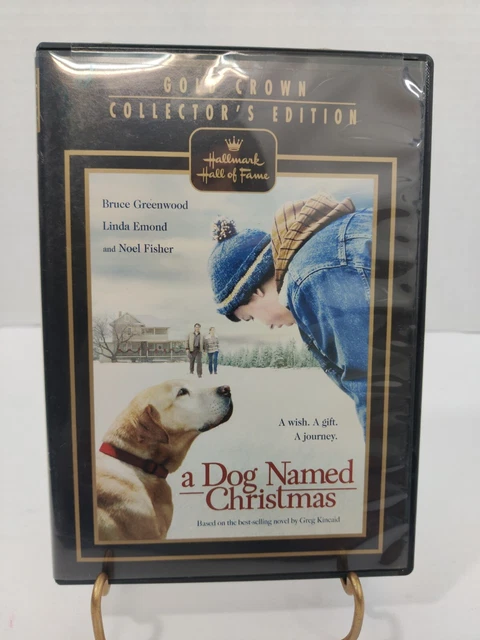 GOLD CROWN
COLLECTOR'S EDITION
Hallmark
Hall of Fame
Bruce Greenwood
Linda Emond
and Noel Fisher
A wish. A gift.
A journey.
a Dog Named
Christmas
Based on the best-selling novel by Greg Kincaid